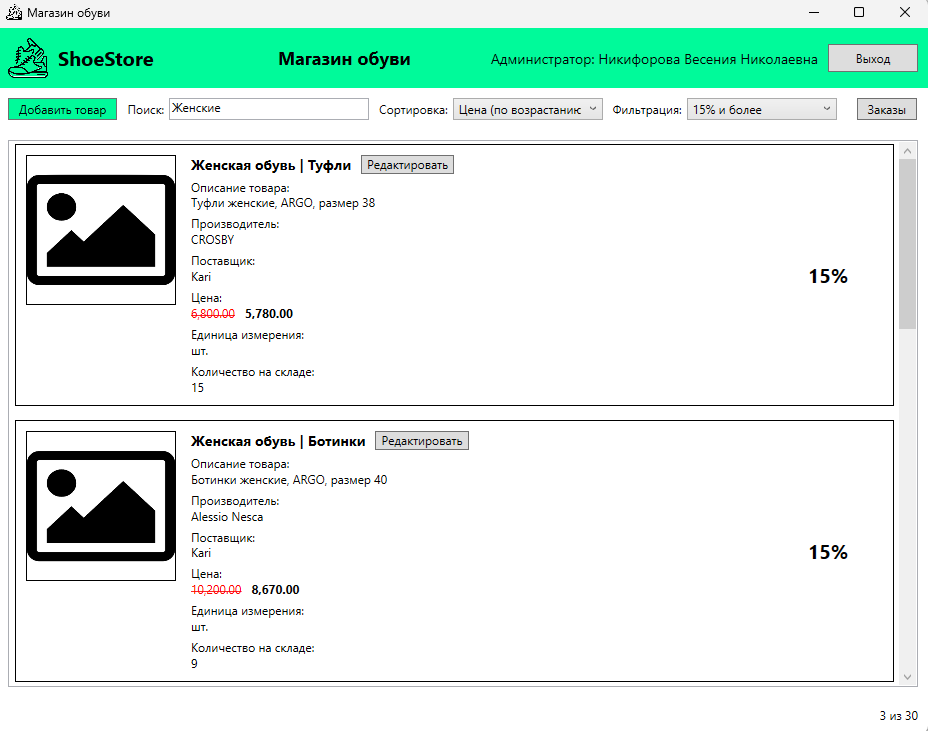 Магазин обуви
ShoeStore
Магазин обуви
Администратор: Никифорова Весения Николаевна
Выход
Добавить товар
Поиск:
Женские
Сортировка:
Цена (по возрастанию
Фильтрация:
15% и более
Заказы
Женская обувь | Туфли
Редактировать
Описание товара:
Туфли женские, ARGO, размер 38
Производитель:
CROSBY
Поставщик:
Kari
Цена:
6,800.00 5,780.00
Единица измерения:
шт.
Количество на складе:
15
15%
Женская обувь | Ботинки
Редактировать
Описание товара:
Ботинки женские, ARGO, размер 40
Производитель:
Alessio Nesca
Поставщик:
Kari
Цена:
10,200.00 8,670.00
Единица измерения:
шт.
Количество на складе:
9
15%
3 из 30